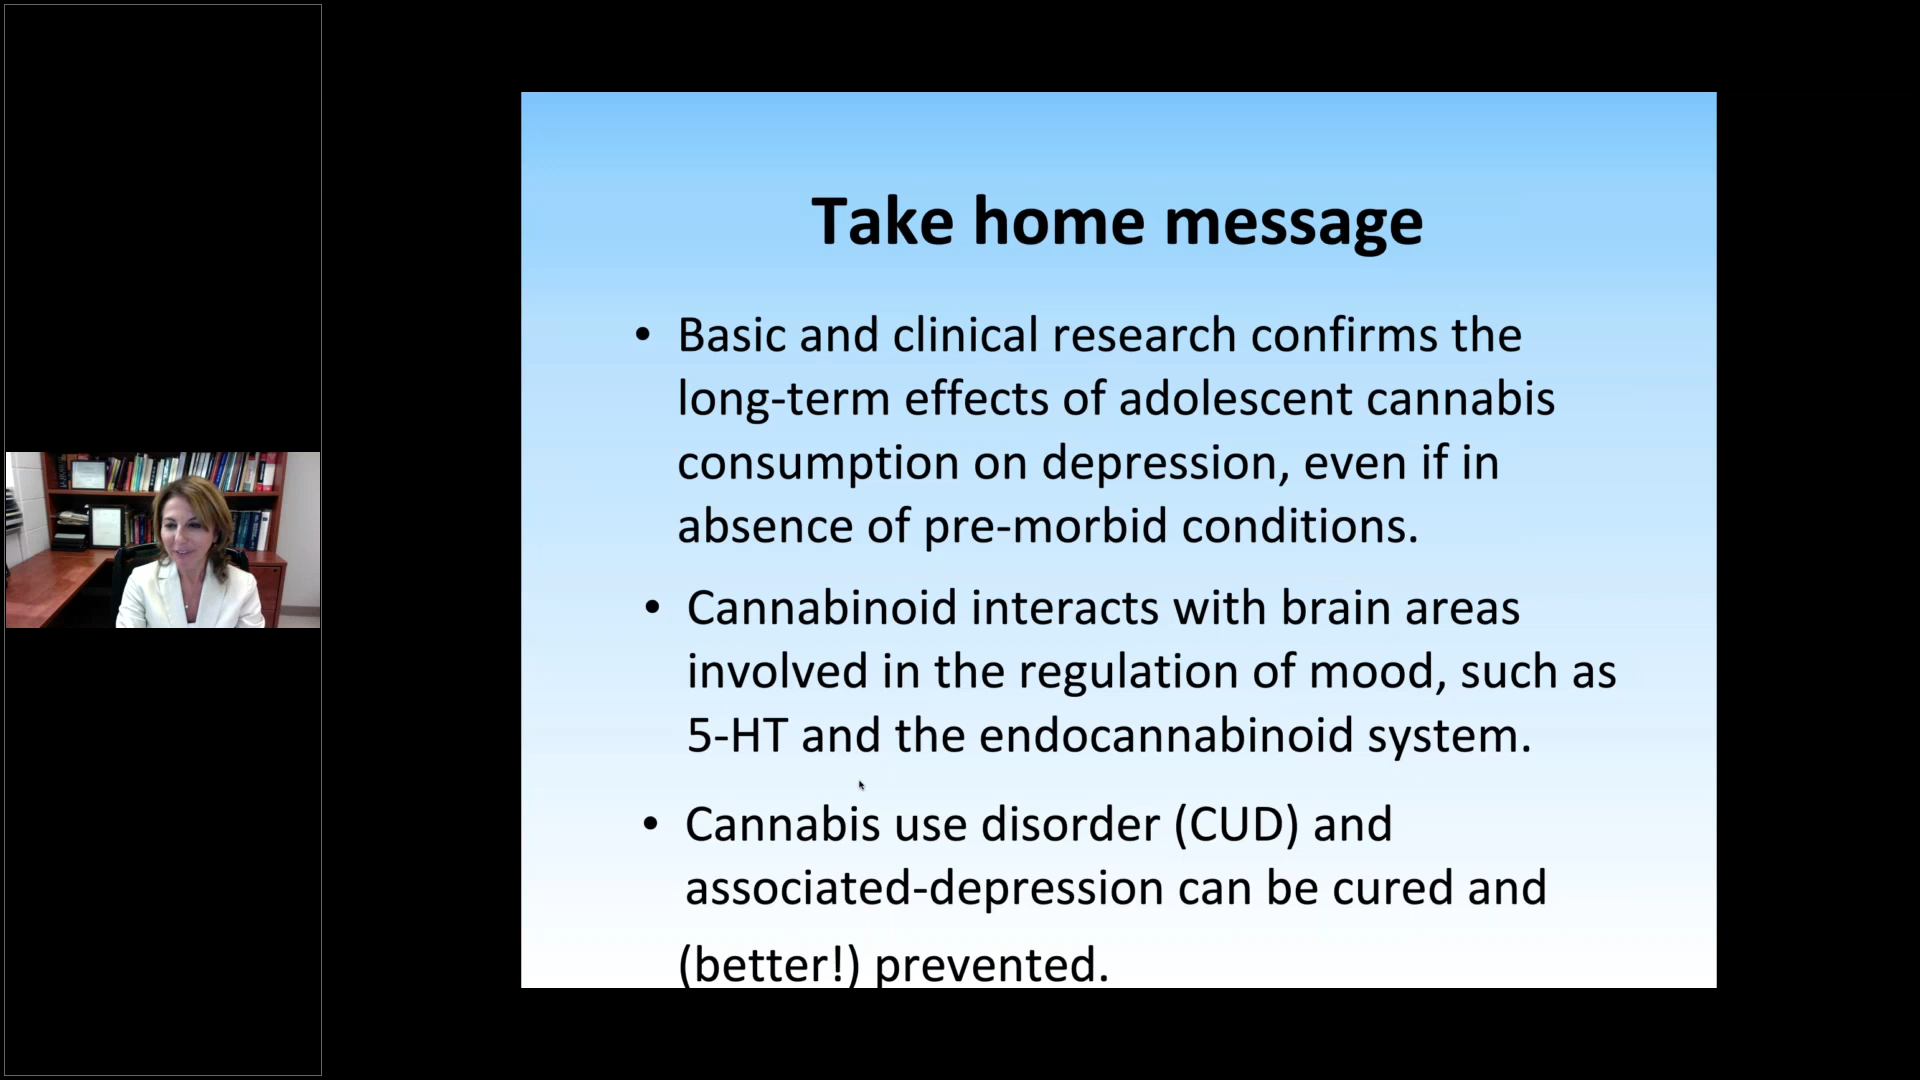 Take home message
• Basic and clinical research confirms the
long-term effects of adolescent cannabis
consumption on depression, even if in
absence of pre-morbid conditions.
• Cannabinoid interacts with brain areas
involved in the regulation of mood, such as
5-HT and the endocannabinoid system.
• Cannabis use disorder (CUD) and
associated-depression can be cured and
(better!) prevented.